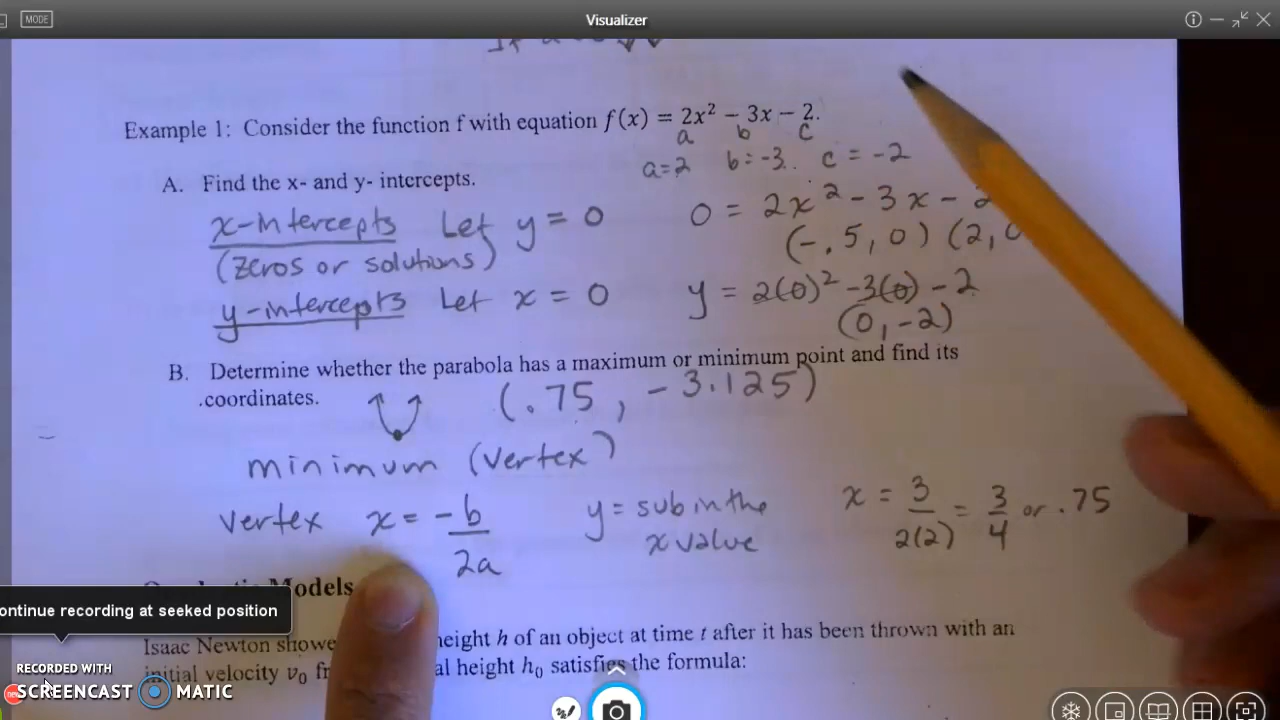 MODE
Visualizer
Example 1: Consider the function f with equation f(x) = 2x² − 3x − 2.
a b c
a=2 b=-3 c=-2
A. Find the x- and y- intercepts.
x-intercepts Let y = 0 0 = 2x² - 3x -
(zeros or solutions) (-.5, 0) (2,
y-intercepts Let x = 0 y = 2(0)² -3(0) - 2
(0, -2)
B. Determine whether the parabola has a maximum or minimum point and find its
.coordinates. (.75, -3.125)
minimum (vertex)
vertex x = -b/2a y = sub in the x value x = 3/2(2) = 3/4 or .75
Models
ontinue recording at seeked position
Isaac Newton height h of an object at time t after it has been thrown with an
initial velocity v₀ height h₀ satisfies the formula:
RECORDED WITH
SCREENCAST MATIC